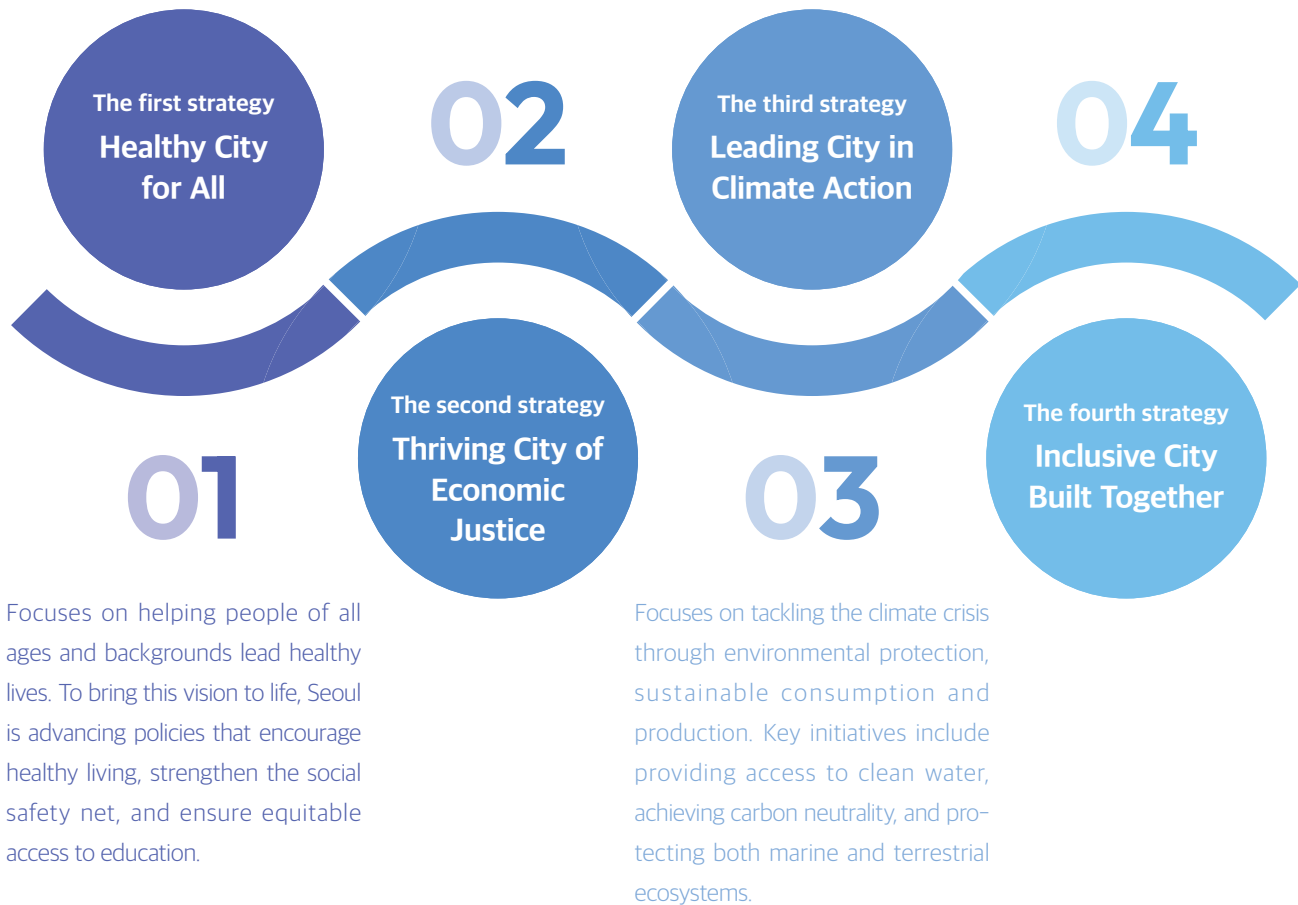 The first strategy
Healthy City
for All
01
Focuses on helping people of all
ages and backgrounds lead healthy
lives. To bring this vision to life, Seoul
is advancing policies that encourage
healthy living, strengthen the social
safety net, and ensure equitable
access to education.
02
The second strategy
Thriving City of
Economic
Justice
The third strategy
Leading City in
Climate Action
03
Focuses on tackling the climate crisis
through environmental protection,
sustainable consumption and
production. Key initiatives include
providing access to clean water,
achieving carbon neutrality, and pro-
tecting both marine and terrestrial
ecosystems.
04
The fourth strategy
Inclusive City
Built Together